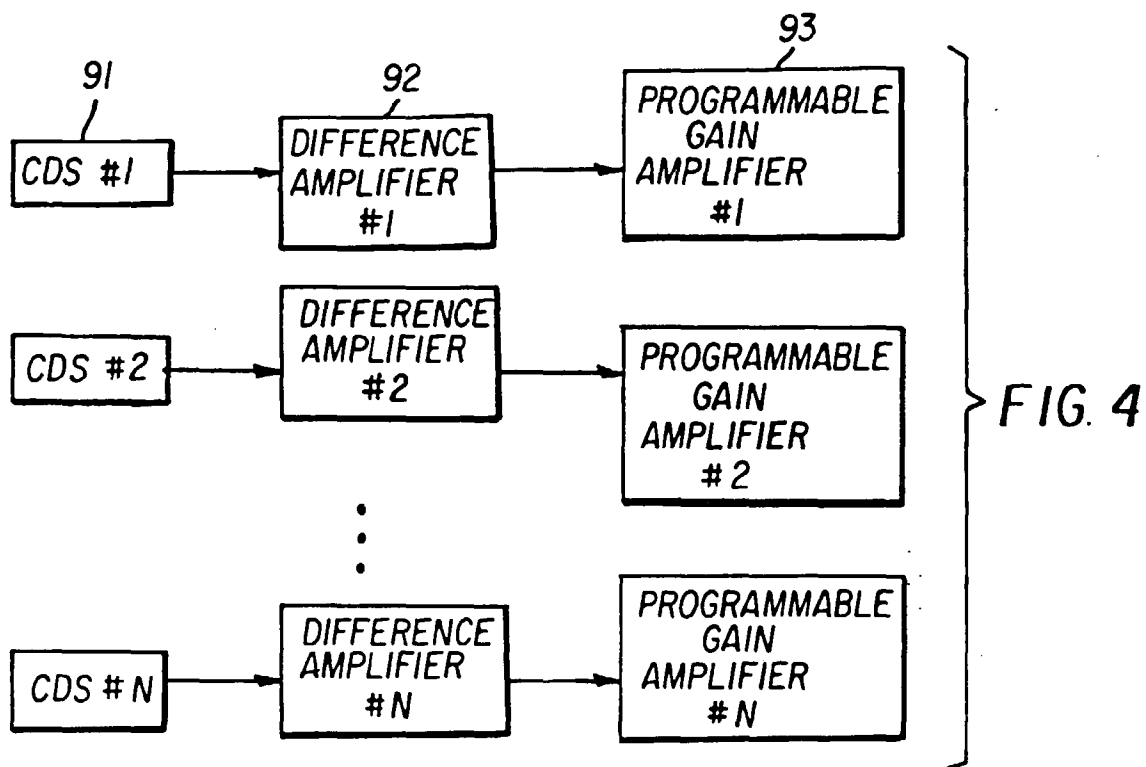 91
92
93
CDS #1
DIFFERENCE
AMPLIFIER
#1
PROGRAMMABLE
GAIN
AMPLIFIER
#1
CDS #2
DIFFERENCE
AMPLIFIER
#2
PROGRAMMABLE
GAIN
AMPLIFIER
#2
FIG. 4
CDS #N
DIFFERENCE
AMPLIFIER
#N
PROGRAMMABLE
GAIN
AMPLIFIER
#N